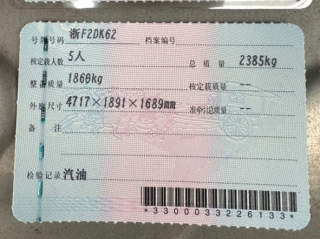 号牌号码 浙F2DK62 档案编号
核定载人数 5人 总质量 2385kg
整备质量 1860kg 核定载质量 --
外廓尺寸 4717×1891×1689mm 准牵引总质量 --
备注
检验记录 汽油
*3300033226133*